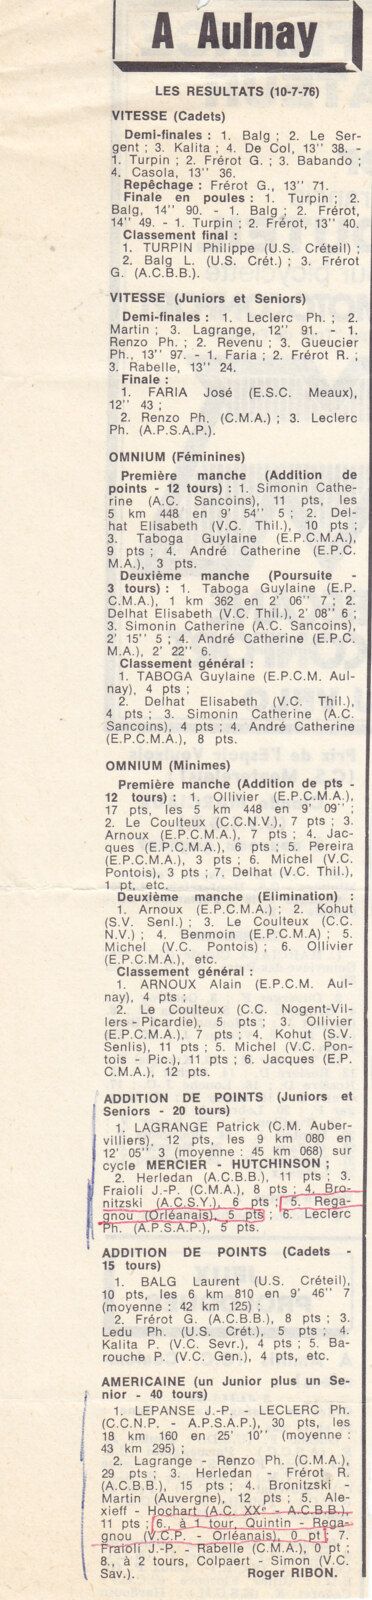 A Aulnay
LES RESULTATS (10-7-76)
VITESSE (Cadets)
Demi-finales : 1. Balg ; 2. Le Ser-
gent ; 3. Kalita ; 4. De Col, 13'' 38. -
1. Turpin ; 2. Frérot G. ; 3. Babando ;
4. Casola, 13'' 36.
Repêchage : Frérot G., 13'' 71.
Finale en poules : 1. Turpin ; 2.
Balg, 14'' 90. - 1. Balg ; 2. Frérot,
14'' 49. - 1. Turpin ; 2. Frérot, 13'' 40.
Classement final :
1. TURPIN Philippe (U.S. Créteil) ;
2. Balg L. (U.S. Crét.) ; 3. Frérot
G. (A.C.B.B.).
VITESSE (Juniors et Seniors)
Demi-finales : 1. Leclerc Ph. ; 2.
Martin ; 3. Lagrange, 12'' 91. - 1.
Renzo Ph. ; 2. Revenu ; 3. Gueucier
Ph., 13'' 97. - 1. Faria ; 2. Frérot R. ;
3. Rabelle, 13'' 24.
Finale :
1. FARIA José (E.S.C. Meaux),
12'' 43 ;
2. Renzo Ph. (C.M.A.) ; 3. Leclerc
Ph. (A.P.S.A.P.).
OMNIUM (Féminines)
Première manche (Addition de
points - 12 tours) : 1. Simonin Cathe-
rine (A.C. Sancoins), 11 pts, les
5 km 448 en 9' 54'' 5 ; 2. Del-
hat Elisabeth (V.C. Thil.), 10 pts ;
3. Taboga Guylaine (E.P.C.M.A.),
9 pts ; 4. André Catherine (E.P.C.
M.A.), 3 pts.
Deuxième manche (Poursuite -
3 tours) : 1. Taboga Guylaine (E.P.
C.M.A.), 1 km 362 en 2' 06'' 7 ; 2.
Delhat Elisabeth (V.C. Thil.), 2' 08'' 6 ;
3. Simonin Catherine (A.C. Sancoins),
2' 15'' 5 ; 4. André Catherine (E.P.C.
M.A.), 2' 22'' 6.
Classement général :
1. TABOGA Guylaine (E.P.C.M. Aul-
nay), 4 pts ;
2. Delhat Elisabeth (V.C. Thil.),
4 pts ; 3. Simonin Catherine (A.C.
Sancoins), 4 pts ; 4. André Catherine
(E.P.C.M.A.), 8 pts.
OMNIUM (Minimes)
Première manche (Addition de pts -
12 tours) : 1. Ollivier (E.P.C.M.A.),
17 pts, les 5 km 448 en 9' 09'' ;
2. Le Coulteux (C.C.N.V.), 7 pts ; 3.
Arnoux (E.P.C.M.A.), 7 pts ; 4. Jac-
ques (E.P.C.M.A.), 6 pts ; 5. Pereira
(E.P.C.M.A.), 3 pts ; 6. Michel (V.C.
Pontois), 3 pts ; 7. Delhat (V.C. Thil.),
1 pt, etc.
Deuxième manche (Elimination) :
1. Arnoux (E.P.C.M.A.) ; 2. Kohut
(S.V. Senl.) ; 3. Le Coulteux (C.C.
N.V.) ; 4. Benmoin (E.P.C.M.A) ; 5.
Michel (V.C. Pontois) ; 6. Ollivier
(E.P.C.M.A.), etc.
Classement général :
1. ARNOUX Alain (E.P.C.M. Aul-
nay), 4 pts ;
2. Le Coulteux (C.C. Nogent-Vil-
lers - Picardie), 5 pts ; 3. Ollivier
(E.P.C.M.A.), 7 pts ; 4. Kohut (S.V.
Senlis), 11 pts ; 5. Michel (V.C. Pon-
tois - Pic.), 11 pts ; 6. Jacques (E.P.
C.M.A.), 12 pts.
ADDITION DE POINTS (Juniors et
Seniors - 20 tours)
1. LAGRANGE Patrick (C.M. Auber-
villiers), 12 pts, les 9 km 080 en
12' 05'' 3 (moyenne : 45 km 068) sur
cycle MERCIER - HUTCHINSON ;
2. Herledan (A.C.B.B.), 11 pts ; 3.
Fraioli J.-P. (C.M.A.), 8 pts ; 4. Bro-
nitzski (A.C.S.Y.), 6 pts ; 5. Rega-
gnou (Orléanais), 5 pts ; 6. Leclerc
Ph. (A.P.S.A.P.), 5 pts.
ADDITION DE POINTS (Cadets -
15 tours)
1. BALG Laurent (U.S. Créteil),
10 pts, les 6 km 810 en 9' 46'' 7
(moyenne : 42 km 125) ;
2. Frérot G. (A.C.B.B.), 8 pts ; 3.
Ledu Ph. (U.S. Crét.), 5 pts ; 4.
Kalita P. (V.C. Sevr.), 4 pts ; 5. Ba-
rouche P. (V.C. Gen.), 4 pts, etc.
AMERICAINE (un Junior plus un Se-
nior - 40 tours)
1. LEPANSE J.-P. - LECLERC Ph.
(C.C.N.P. - A.P.S.A.P.), 30 pts, les
18 km 160 en 25' 10'' (moyenne :
43 km 295) ;
2. Lagrange - Renzo Ph. (C.M.A.),
29 pts ; 3. Herledan - Frérot R.
(A.C.B.B.), 15 pts ; 4. Bronitzski -
Martin (Auvergne), 12 pts ; 5. Ale-
xieff - Hochart (A.C. XXe - A.C.B.B.),
11 pts ; 6., à 1 tour, Quintin - Rega-
gnou (V.C.P. - Orléanais), 0 pt ; 7.
Fraioli J.-P. - Rabelle (C.M.A.), 0 pt ;
8., à 2 tours, Colpaert - Simon (V.C.
Sav.). Roger RIBON.